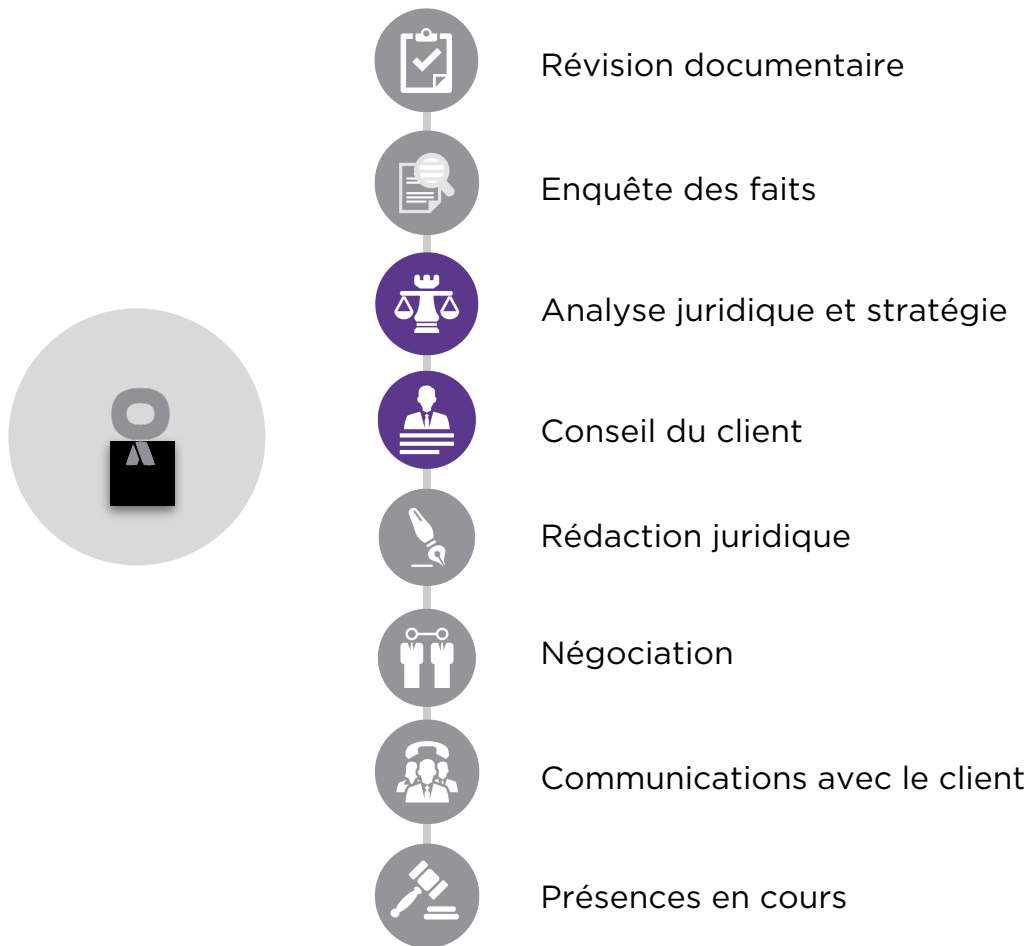 Révision documentaire
Enquête des faits
Analyse juridique et stratégie
Conseil du client
Rédaction juridique
Négociation
Communications avec le client
Présences en cours